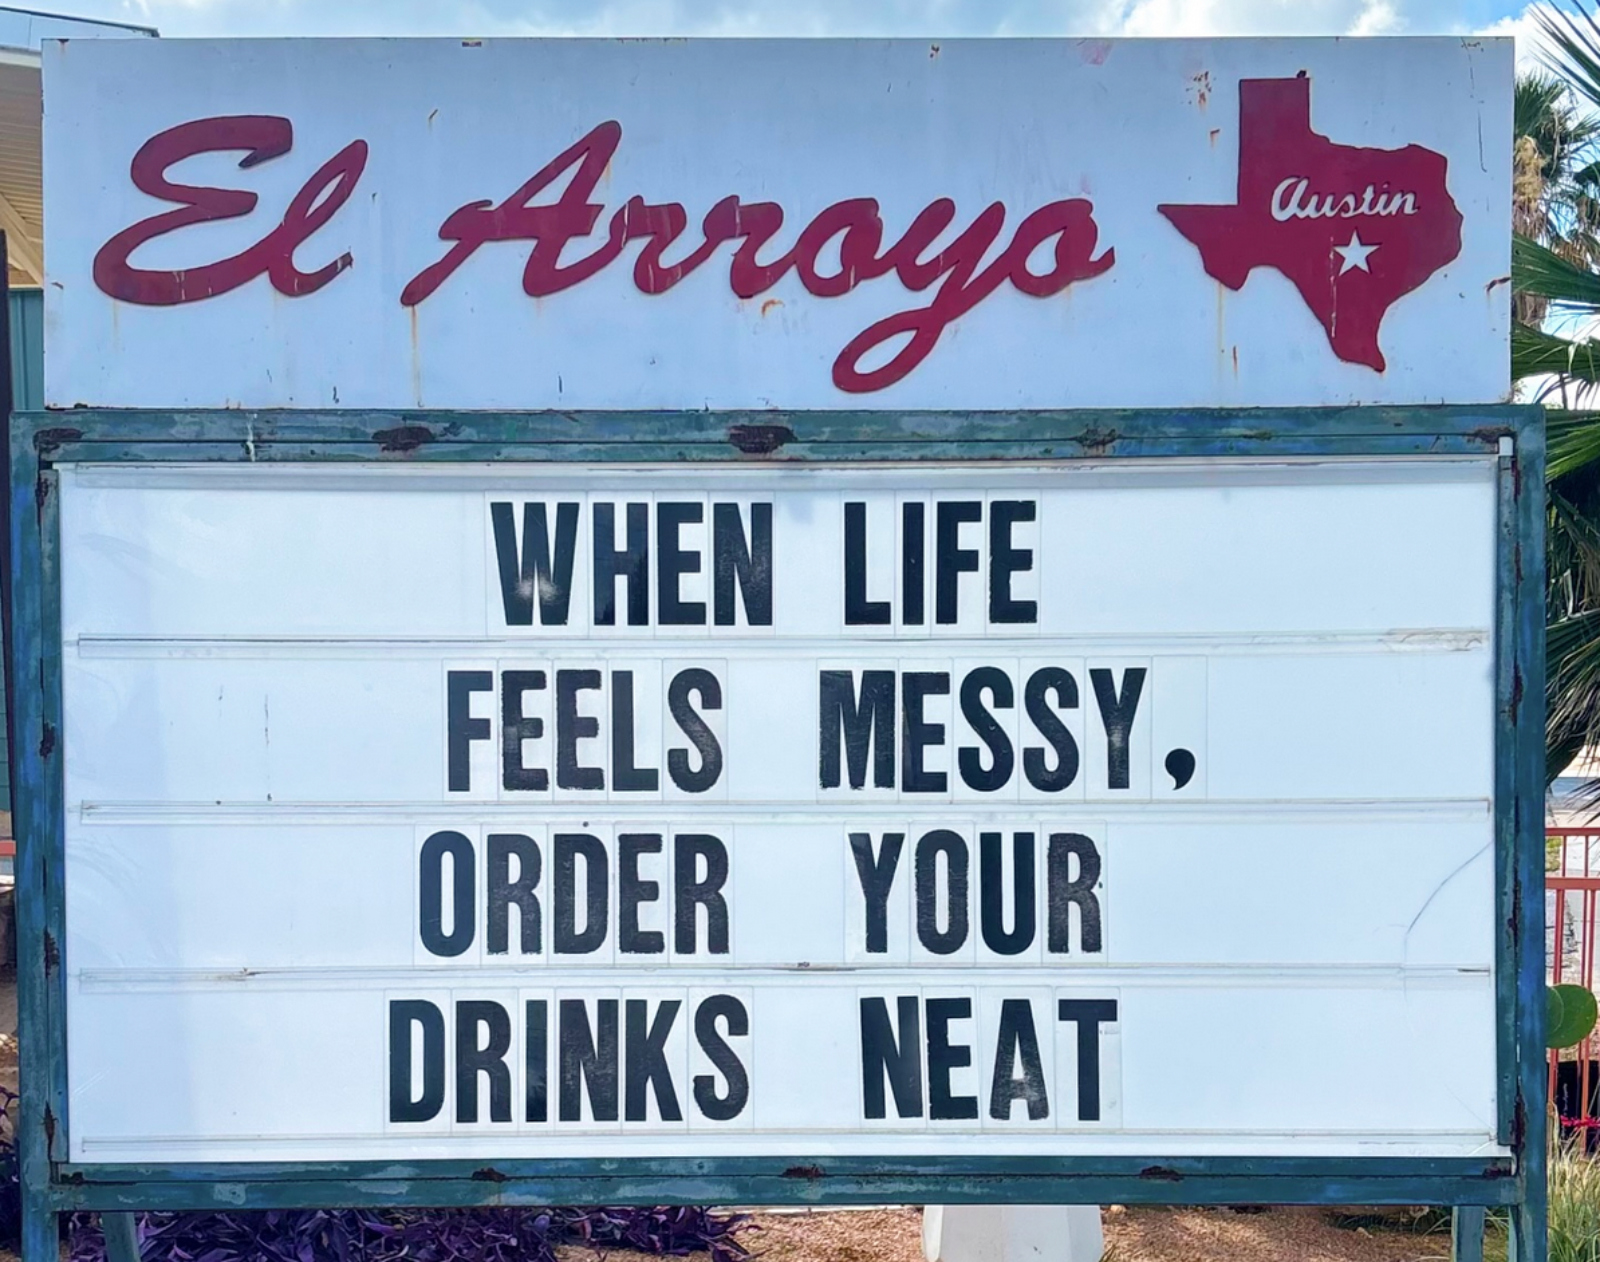 El Arroyo
Austin
WHEN LIFE
FEELS MESSY,
ORDER YOUR
DRINKS NEAT